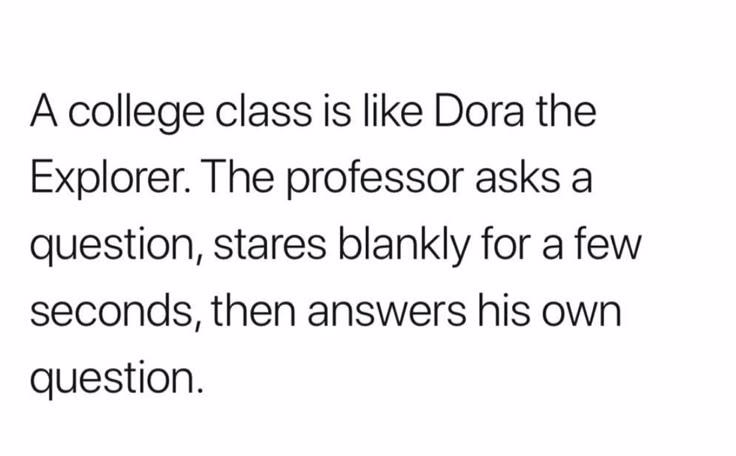 A college class is like Dora the
Explorer. The professor asks a
question, stares blankly for a few
seconds, then answers his own
question.